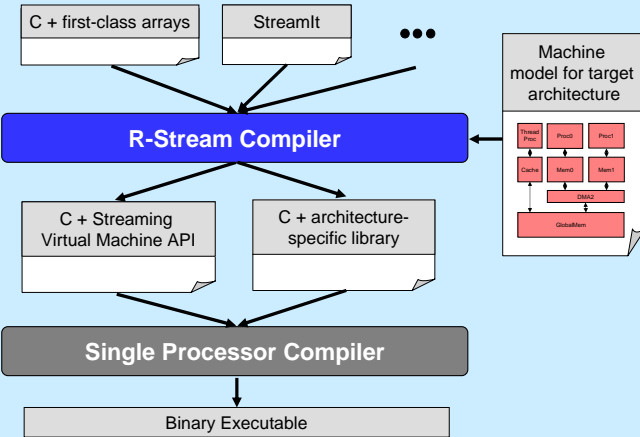 C + first-class arrays
StreamIt
•••
Machine
model for target
architecture
Thread
Proc
Proc0
Proc1
Cache
Mem0
Mem1
DMA2
GlobalMem
R-Stream Compiler
C + Streaming
Virtual Machine API
C + architecture-
specific library
Single Processor Compiler
Binary Executable